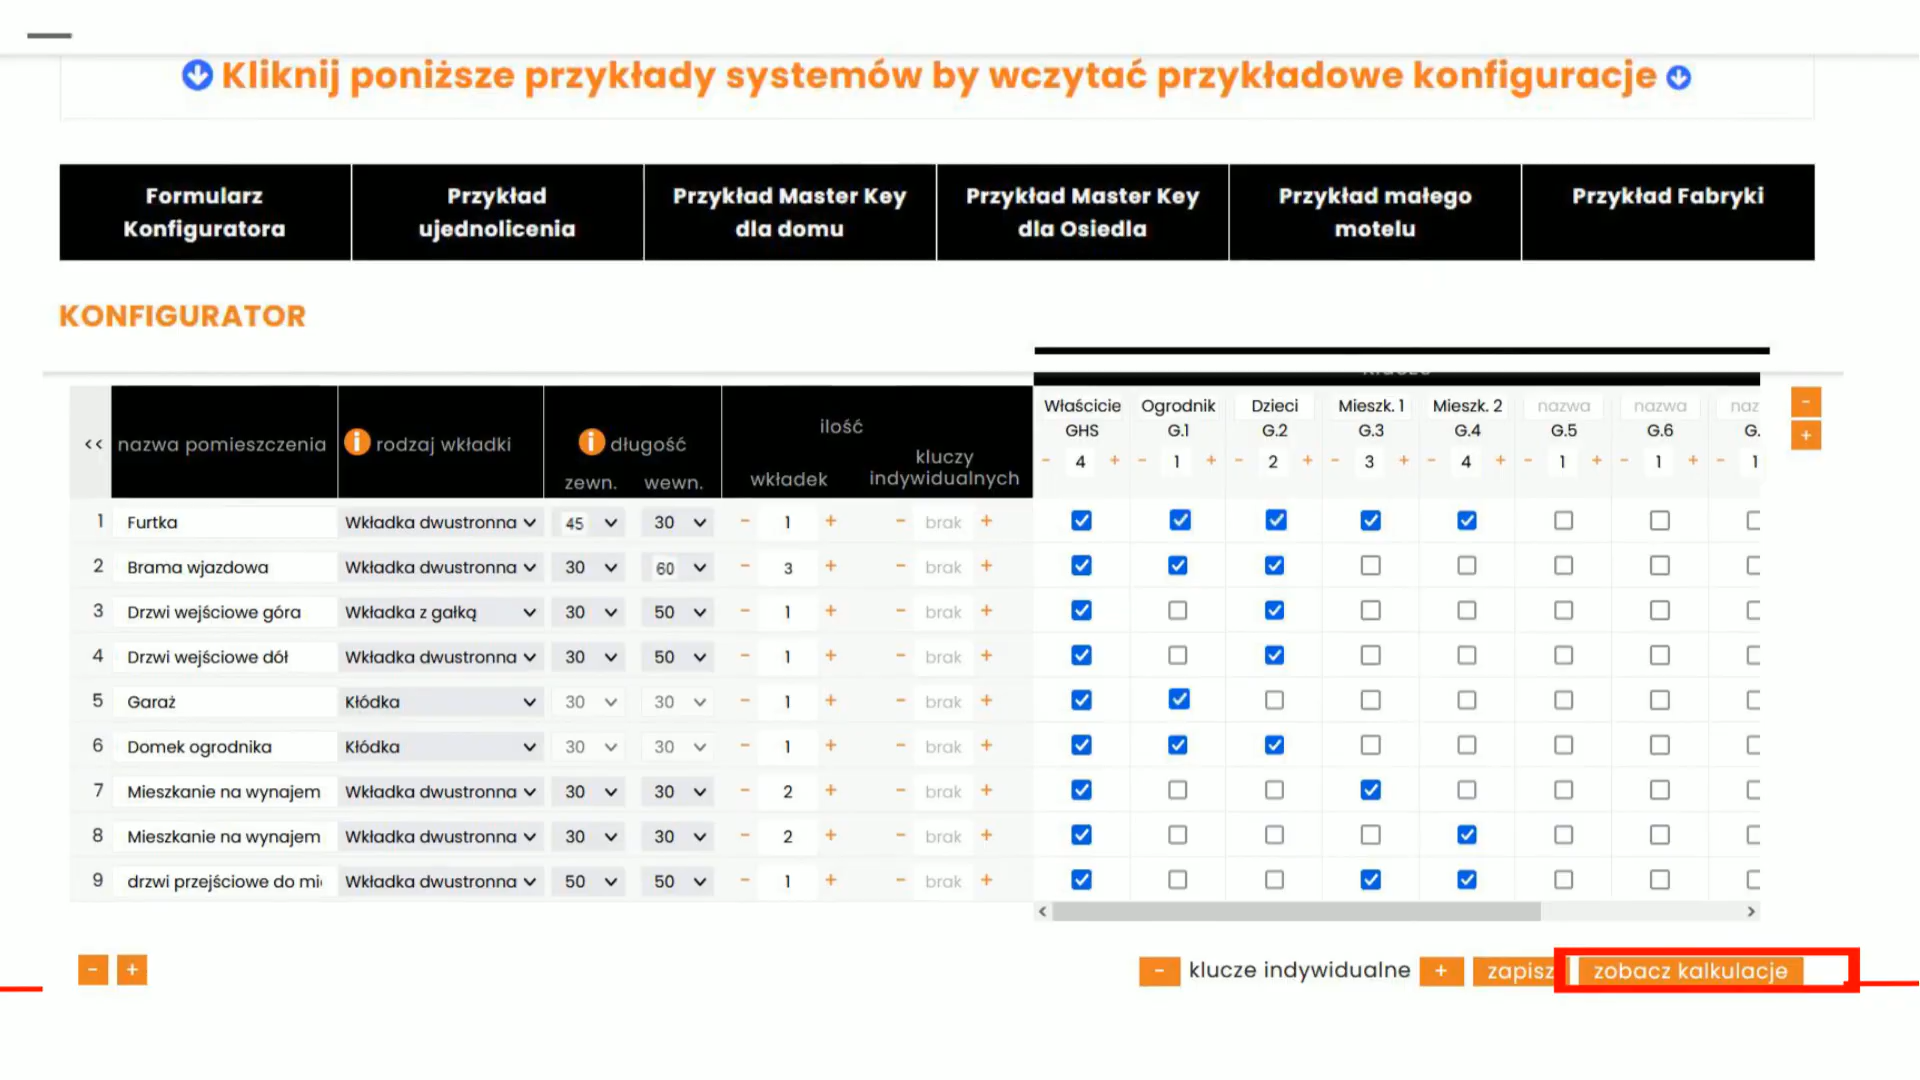 Kliknij poniższe przykłady systemów by wczytać przykładowe konfiguracje
Formularz Konfiguratora
Przykład ujednolicenia
Przykład Master Key dla domu
Przykład Master Key dla Osiedla
Przykład małego motelu
Przykład Fabryki
KONFIGURATOR
<< nazwa pomieszczenia i rodzaj wkładki i długość zewn. wewn. ilość wkładek kluczy indywidualnych
Właścicie Ogrodnik Dzieci Mieszk. 1 Mieszk. 2 nazwa nazwa naz -
GHS G.1 G.2 G.3 G.4 G.5 G.6 G. +
- 4 + - 1 + - 2 + - 3 + - 4 + - 1 + - 1 + - 1
1 Furtka Wkładka dwustronna 45 30 - 1 + - brak +
2 Brama wjazdowa Wkładka dwustronna 30 60 - 3 + - brak +
3 Drzwi wejściowe góra Wkładka z gałką 30 50 - 1 + - brak +
4 Drzwi wejściowe dół Wkładka dwustronna 30 50 - 1 + - brak +
5 Garaż Kłódka 30 30 - 1 + - brak +
6 Domek ogrodnika Kłódka 30 30 - 1 + - brak +
7 Mieszkanie na wynajem Wkładka dwustronna 30 30 - 2 + - brak +
8 Mieszkanie na wynajem Wkładka dwustronna 30 30 - 2 + - brak +
9 drzwi przejściowe do mi Wkładka dwustronna 50 50 - 1 + - brak +
< >
- + - klucze indywidualne + zapisz zobacz kalkulacje